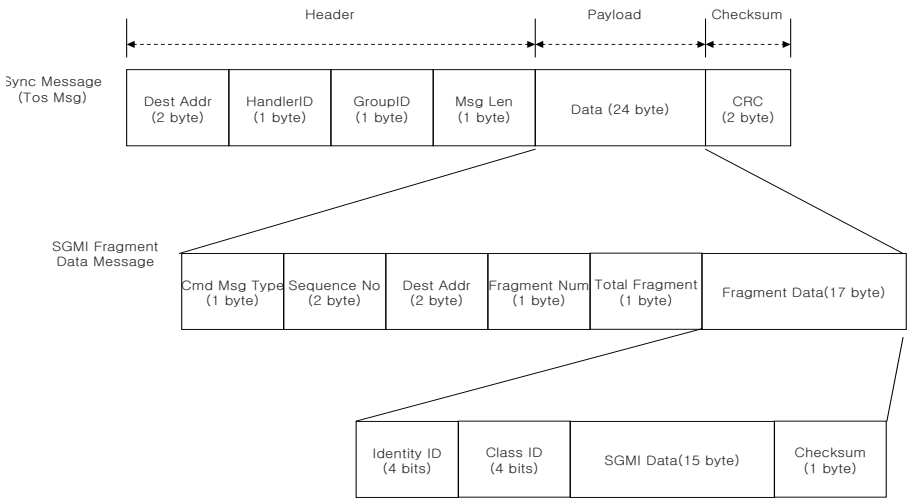 Header
Payload
Checksum
Sync Message
(Tos Msg)
Dest Addr
(2 byte)
HandlerID
(1 byte)
GroupID
(1 byte)
Msg Len
(1 byte)
Data (24 byte)
CRC
(2 byte)
SGMI Fragment
Data Message
Cmd Msg Type
(1 byte)
Sequence No
(2 byte)
Dest Addr
(2 byte)
Fragment Num
(1 byte)
Total Fragment
(1 byte)
Fragment Data(17 byte)
Identity ID
(4 bits)
Class ID
(4 bits)
SGMI Data(15 byte)
Checksum
(1 byte)